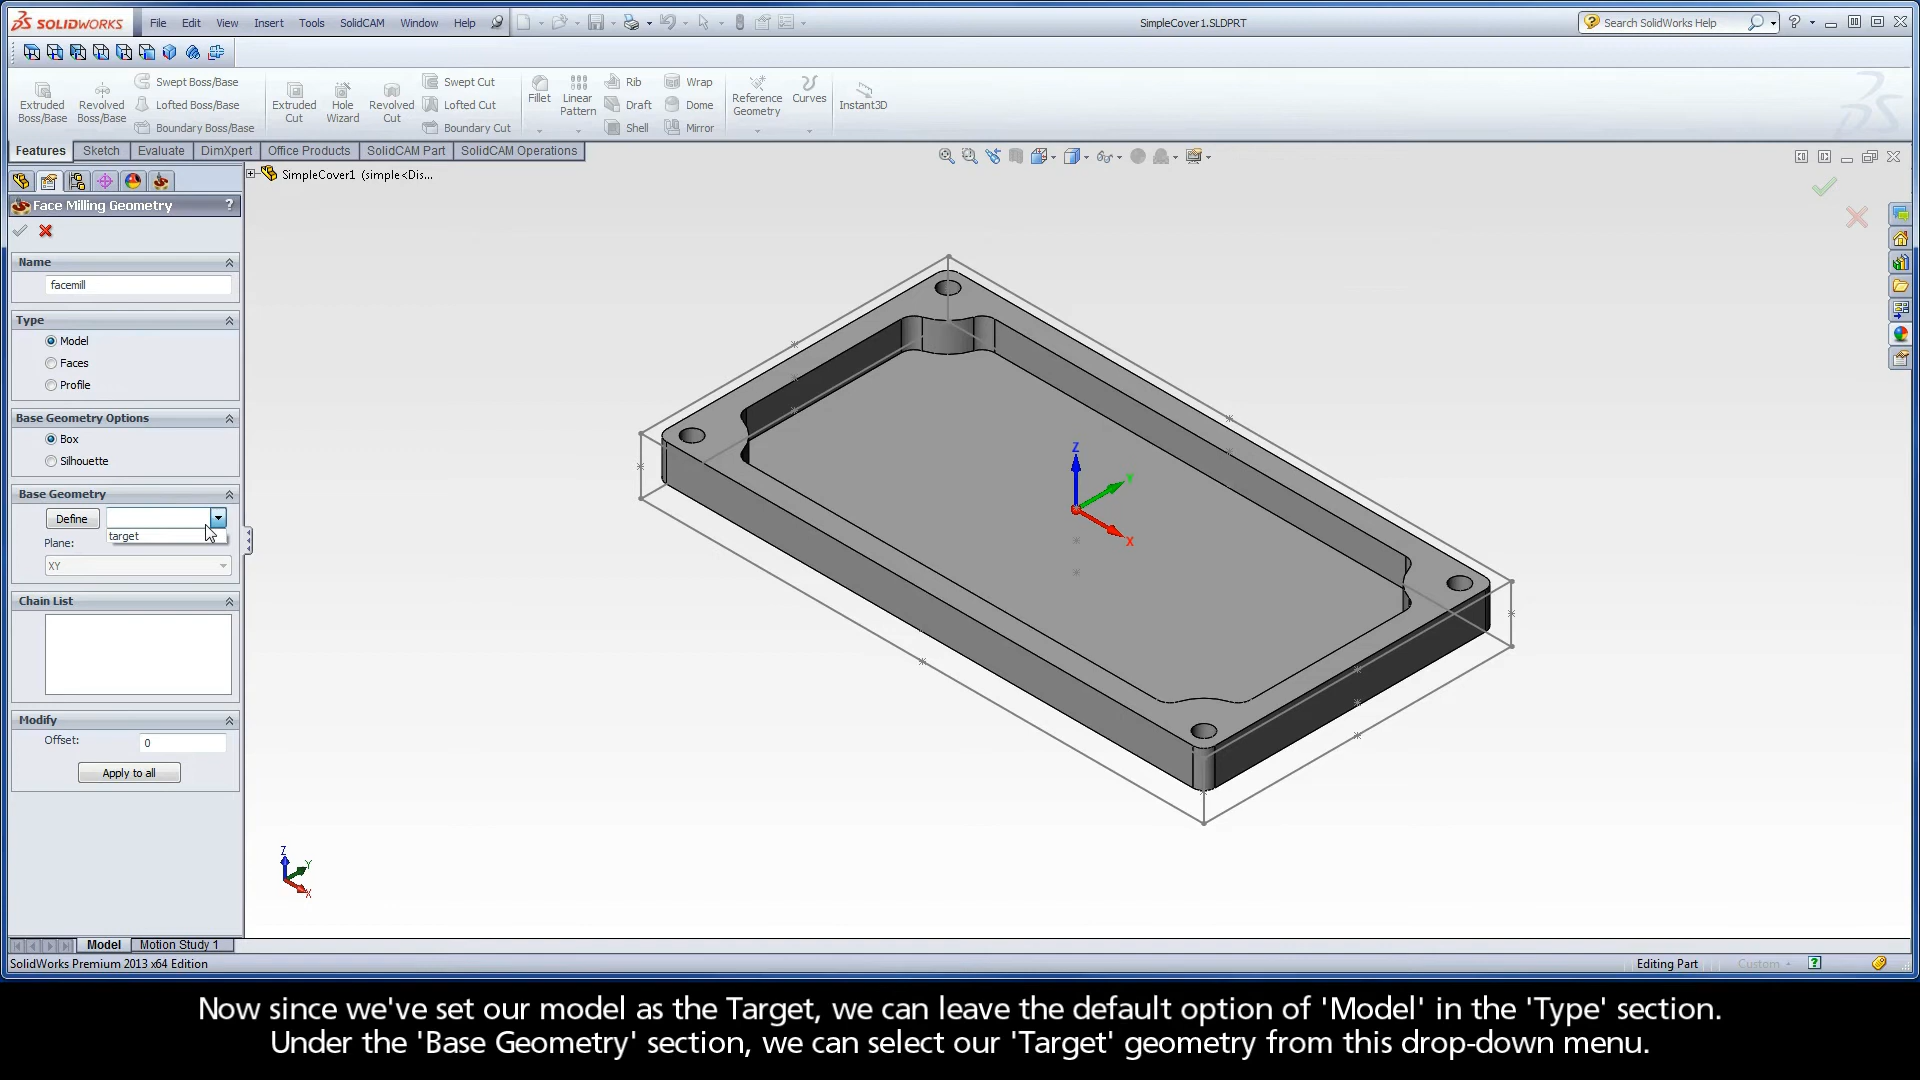 SOLIDWORKS File Edit View Insert Tools SolidCAM Window Help SimpleCover1.SLDPRT Search SolidWorks Help
Extruded Boss/Base
Revolved Boss/Base
Swept Boss/Base
Lofted Boss/Base
Boundary Boss/Base
Extruded Cut
Hole Wizard
Revolved Cut
Swept Cut
Lofted Cut
Boundary Cut
Fillet
Linear Pattern
Rib
Draft
Shell
Wrap
Dome
Mirror
Reference Geometry
Curves
Instant3D
Features Sketch Evaluate DimXpert Office Products SolidCAM Part SolidCAM Operations
SimpleCover1 (simple<Dis...
Face Milling Geometry ?
Name
facemill
Type
Model
Faces
Profile
Base Geometry Options
Box
Silhouette
Base Geometry
Define
target
Plane:
XY
Chain List
Modify
Offset: 0
Apply to all
Z
Y
X
Z
Y
X
Model Motion Study 1
SolidWorks Premium 2013 x64 Edition Editing Part Custom
Now since we've set our model as the Target, we can leave the default option of 'Model' in the 'Type' section.
Under the 'Base Geometry' section, we can select our 'Target' geometry from this drop-down menu.